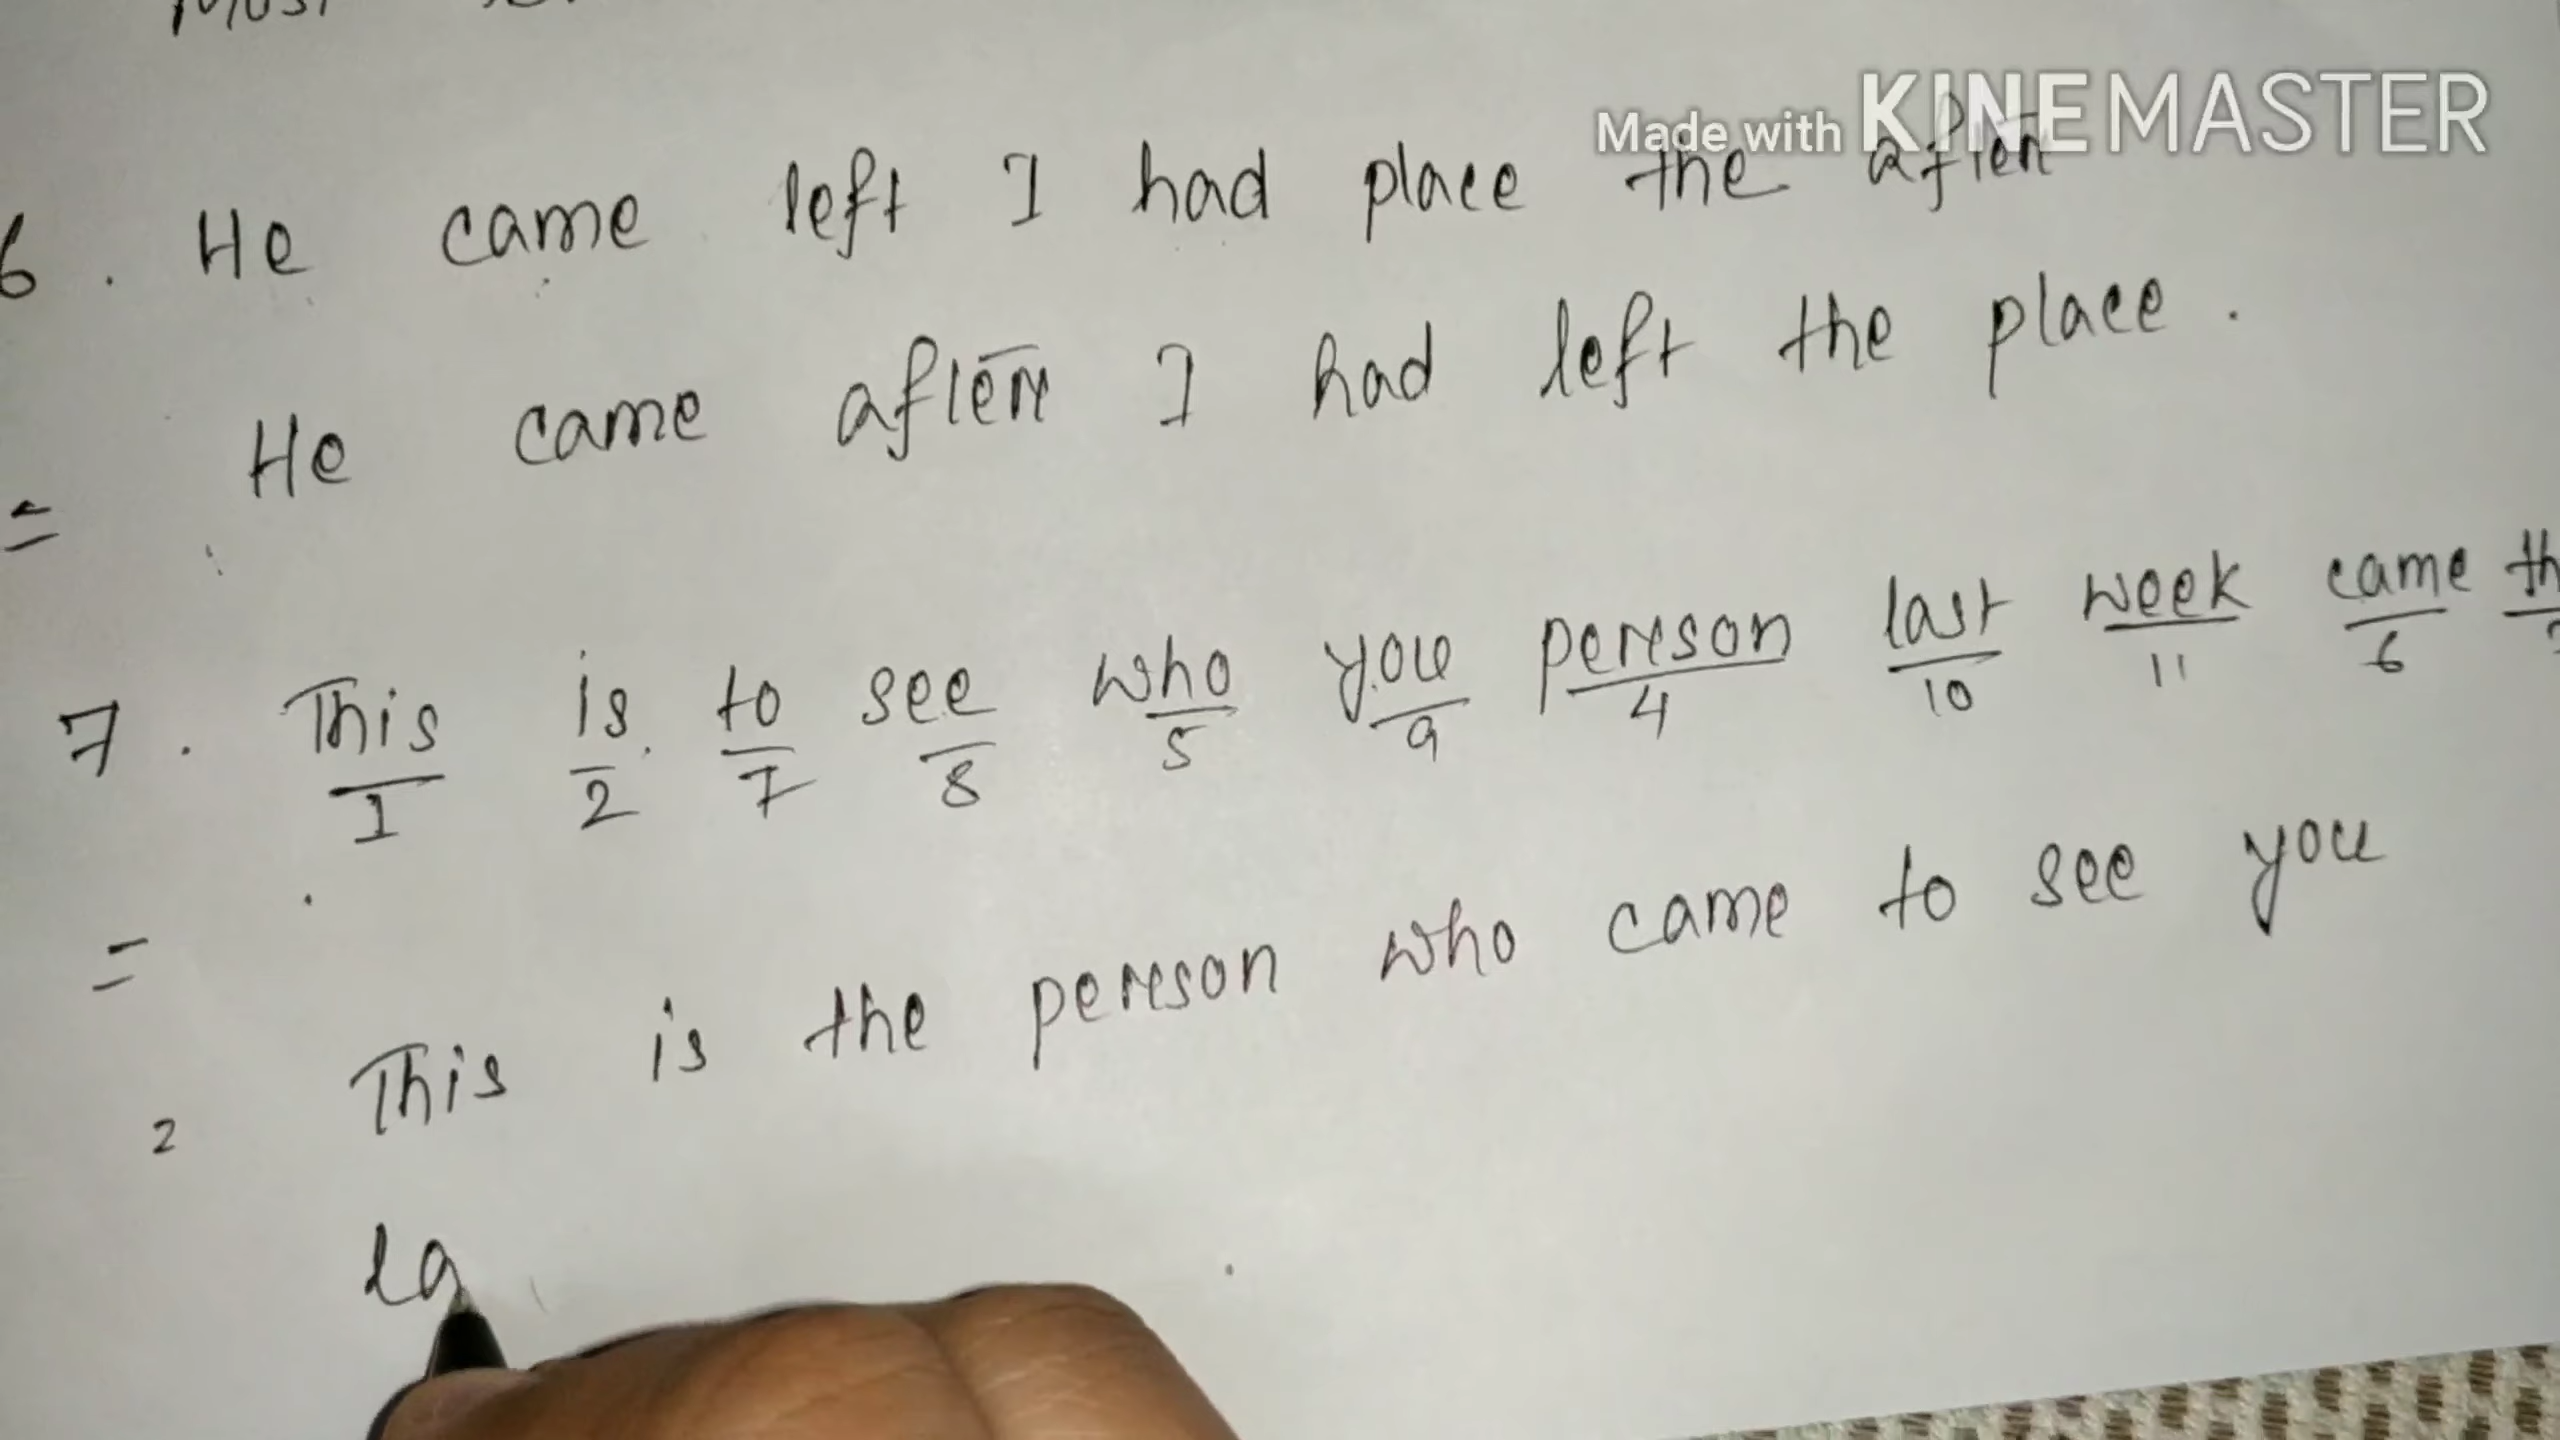 Made with KINEMASTER
6. He came left I had place the after
= He came after I had left the place.
7. This is to see who you person last week came th
1 2 7 8 5 9 4 10 11 6
= This is the person who came to see you
la